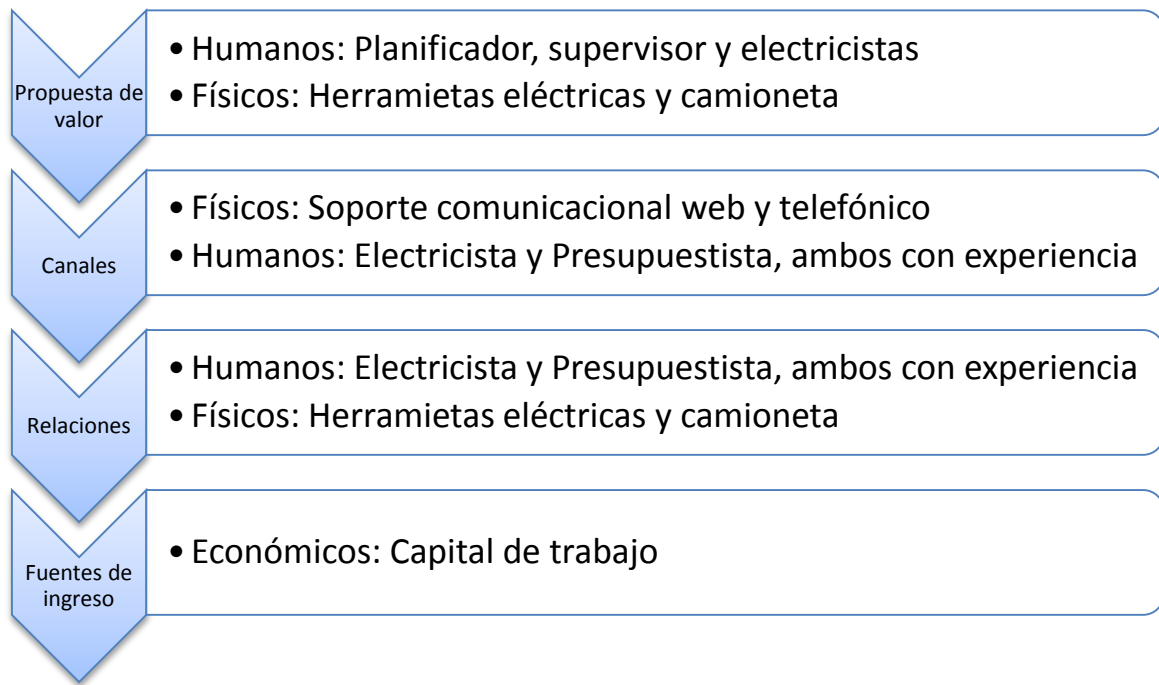 Propuesta de
valor
• Humanos: Planificador, supervisor y electricistas
• Físicos: Herramietas eléctricas y camioneta
Canales
• Físicos: Soporte comunicacional web y telefónico
• Humanos: Electricista y Presupuestista, ambos con experiencia
Relaciones
• Humanos: Electricista y Presupuestista, ambos con experiencia
• Físicos: Herramietas eléctricas y camioneta
Fuentes de
ingreso
• Económicos: Capital de trabajo